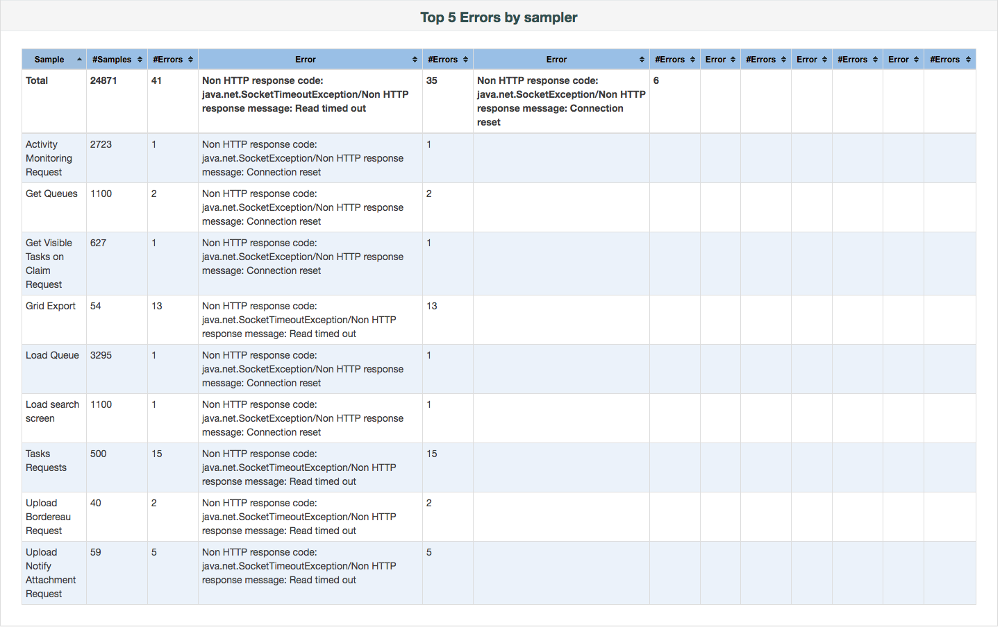 Top 5 Errors by sampler
Sample #Samples #Errors Error #Errors Error #Errors Error #Errors Error #Errors Error #Errors
Total 24871 41 Non HTTP response code: 35 Non HTTP response code: 6
java.net.SocketTimeoutException/Non HTTP java.net.SocketException/Non HTTP
response message: Read timed out response message: Connection
reset
Activity 2723 1 Non HTTP response code: 1
Monitoring java.net.SocketException/Non HTTP response
Request message: Connection reset
Get Queues 1100 2 Non HTTP response code: 2
java.net.SocketException/Non HTTP response
message: Connection reset
Get Visible 627 1 Non HTTP response code: 1
Tasks on java.net.SocketException/Non HTTP response
Claim message: Connection reset
Request
Grid Export 54 13 Non HTTP response code: 13
java.net.SocketTimeoutException/Non HTTP
response message: Read timed out
Load Queue 3295 1 Non HTTP response code: 1
java.net.SocketException/Non HTTP response
message: Connection reset
Load search 1100 1 Non HTTP response code: 1
screen java.net.SocketException/Non HTTP response
message: Connection reset
Tasks 500 15 Non HTTP response code: 15
Requests java.net.SocketTimeoutException/Non HTTP
response message: Read timed out
Upload 40 2 Non HTTP response code: 2
Bordereau java.net.SocketTimeoutException/Non HTTP
Request response message: Read timed out
Upload 59 5 Non HTTP response code: 5
Notify java.net.SocketTimeoutException/Non HTTP
Attachment response message: Read timed out
Request